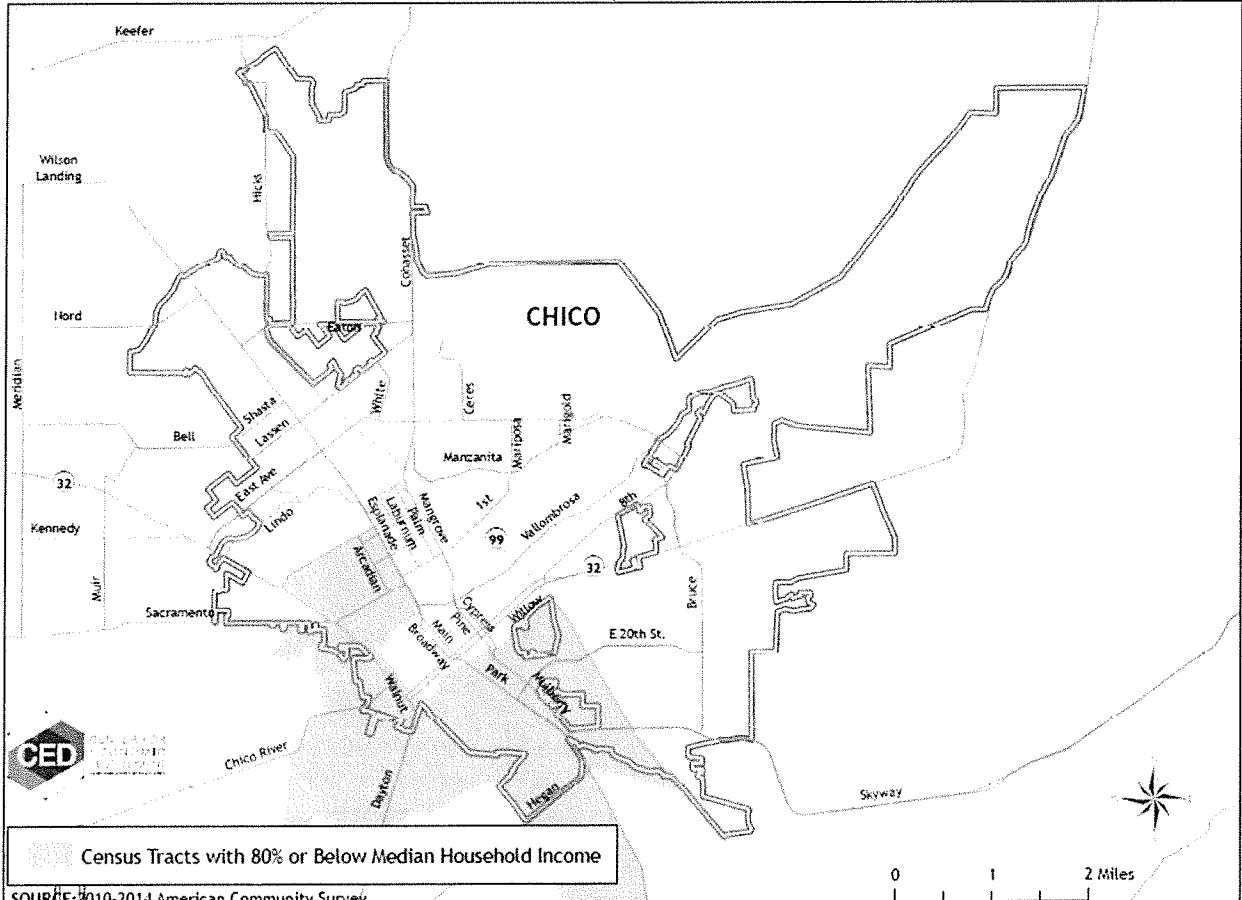 Keefer
Wilson
Landing
Hicks
Cohasset
CHICO
Nord
Eaton
Meridian
Shasta
White
Ceres
Lassen
Bell
Mariposa
Marigold
Manzanita
32
East Ave
Lindo
Esplanade
Laburnum
Palm
Mangrove
1st
Vallombrosa
8th
Kennedy
99
Arcadian
32
Muir
Bruce
Sacramento
Cypress
Pine
Main
Broadway
Willow
E 20th St.
Park
Mulberry
Walnut
CED
Chico River
Dayton
Hegan
Skyway
Census Tracts with 80% or Below Median Household Income
0 1 2 Miles
SOURCE: 2010-2014 American Community Survey